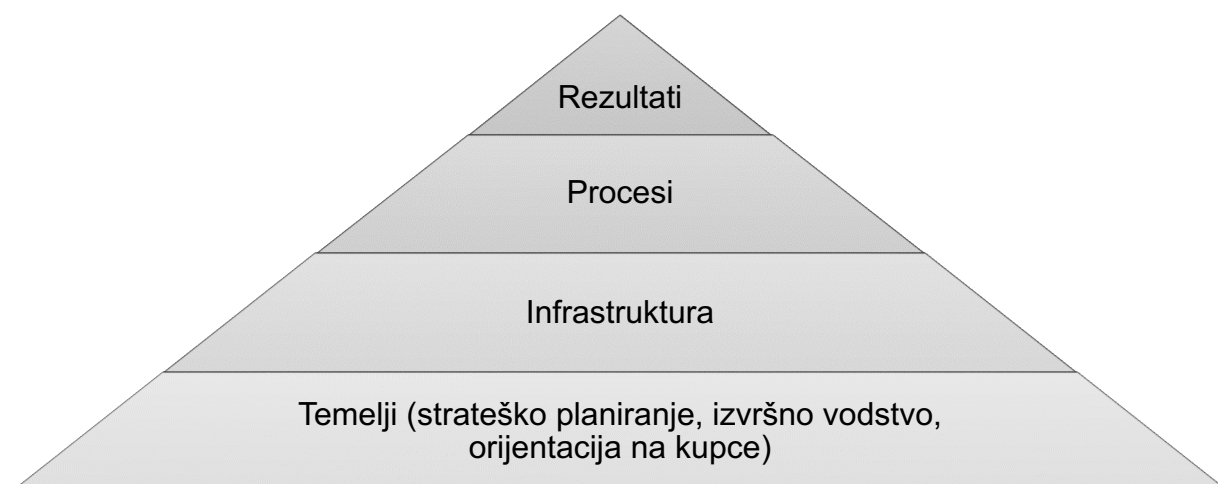 Rezultati
Procesi
Infrastruktura
Temelji (strateško planiranje, izvršno vodstvo,
orijentacija na kupce)